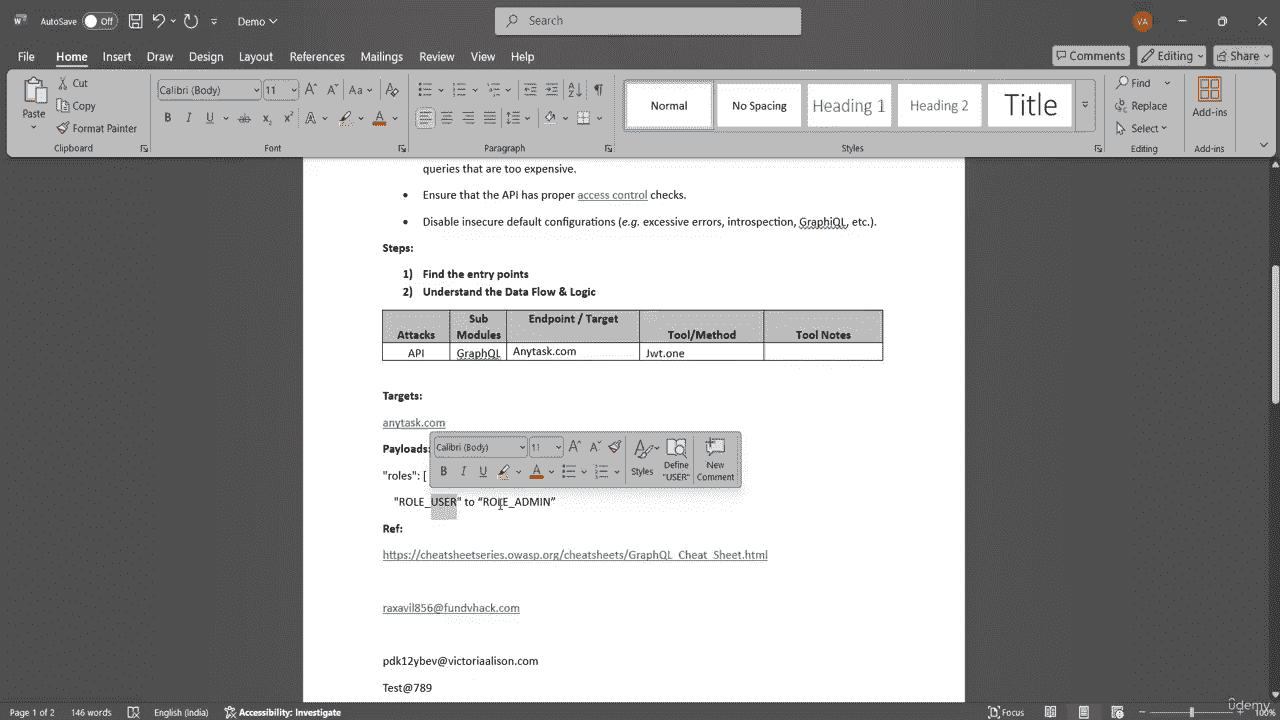 AutoSave Off Demo Search VA
File Home Insert Draw Design Layout References Mailings Review View Help Comments Editing Share
Paste Cut Copy Format Painter Clipboard
Calibri (Body) 11 Font
Paragraph
Normal No Spacing Heading 1 Heading 2 Title Styles
Find Replace Select Editing
Add-ins Add-ins
queries that are too expensive.
• Ensure that the API has proper access control checks.
• Disable insecure default configurations (e.g. excessive errors, introspection, GraphiQL, etc.).
Steps:
1) Find the entry points
2) Understand the Data Flow & Logic
Attacks Sub Modules Endpoint / Target Tool/Method Tool Notes
API GraphQL Anytask.com Jwt.one
Targets:
anytask.com
Payloads:
Calibri (Body) 11
Styles Define "USER" New Comment
"roles": [
"ROLE_USER" to “ROLE_ADMIN”
Ref:
https://cheatsheetseries.owasp.org/cheatsheets/GraphQL_Cheat_Sheet.html
raxavil856@fundvhack.com
pdk12ybev@victoriaalison.com
Test@789
Page 1 of 2 146 words English (India) Accessibility: Investigate Focus 100%
ûdemy